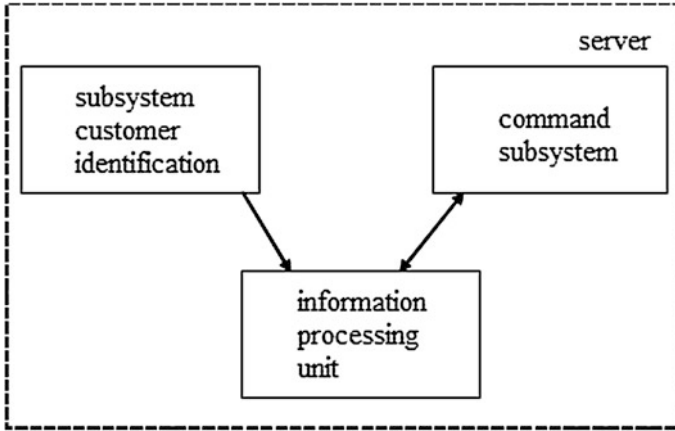 server
subsystem
customer
identification
command
subsystem
information
processing
unit